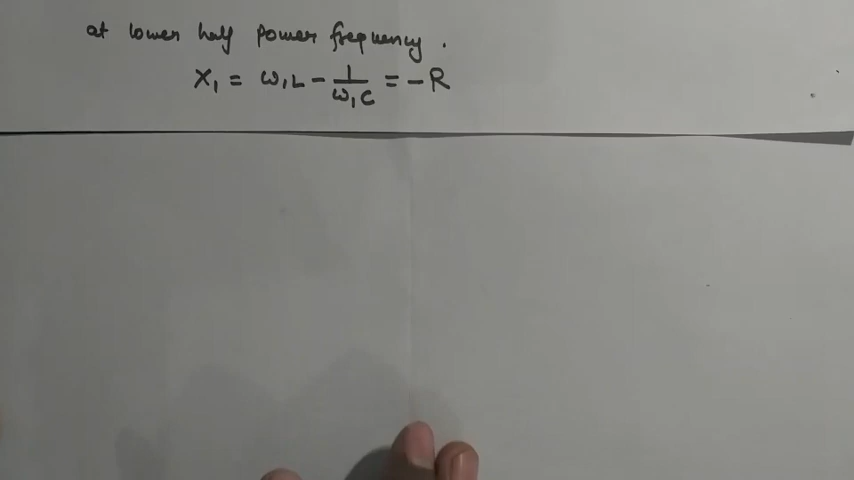 at lower half power frequency.
X₁ = ω₁L - 1/ω₁C = -R